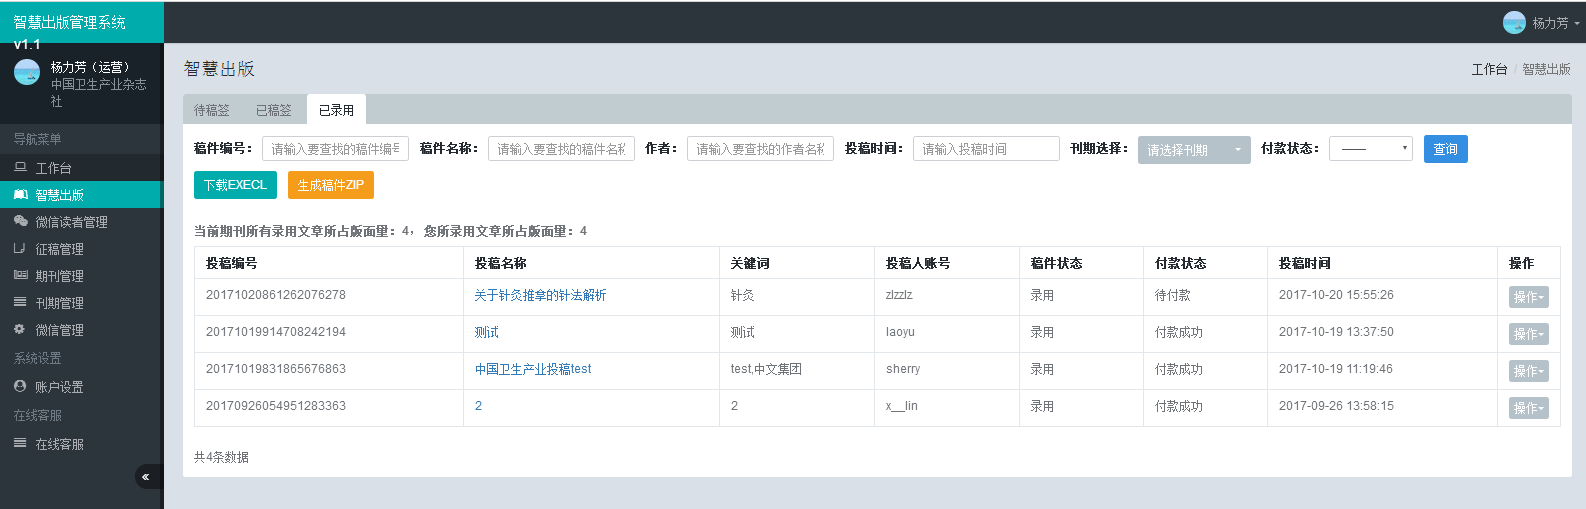 智慧出版管理系统
v1.1
杨力芳
杨力芳（运营）
中国卫生产业杂志
社
导航菜单
工作台
智慧出版
微信读者管理
征稿管理
期刊管理
刊期管理
微信管理
系统设置
账户设置
在线客服
在线客服
«
智慧出版
工作台 / 智慧出版
待稿签 已稿签 已录用
稿件编号： 请输入要查找的稿件编号 稿件名称： 请输入要查找的稿件名称 作者： 请输入要查找的作者名称 投稿时间： 请输入投稿时间 刊期选择： 请选择刊期 付款状态： —— 查询
下载EXECL 生成稿件ZIP
当前期刊所有录用文章所占版面量：4，您所录用文章所占版面量：4
投稿编号 投稿名称 关键词 投稿人账号 稿件状态 付款状态 投稿时间 操作
20171020861262076278 关于针灸推拿的针法解析 针灸 zlzzlz 录用 待付款 2017-10-20 15:55:26 操作
20171019914708242194 测试 测试 laoyu 录用 付款成功 2017-10-19 13:37:50 操作
20171019831865676863 中国卫生产业投稿test test,中文集团 sherry 录用 付款成功 2017-10-19 11:19:46 操作
20170926054951283363 2 2 x__lin 录用 付款成功 2017-09-26 13:58:15 操作
共4条数据